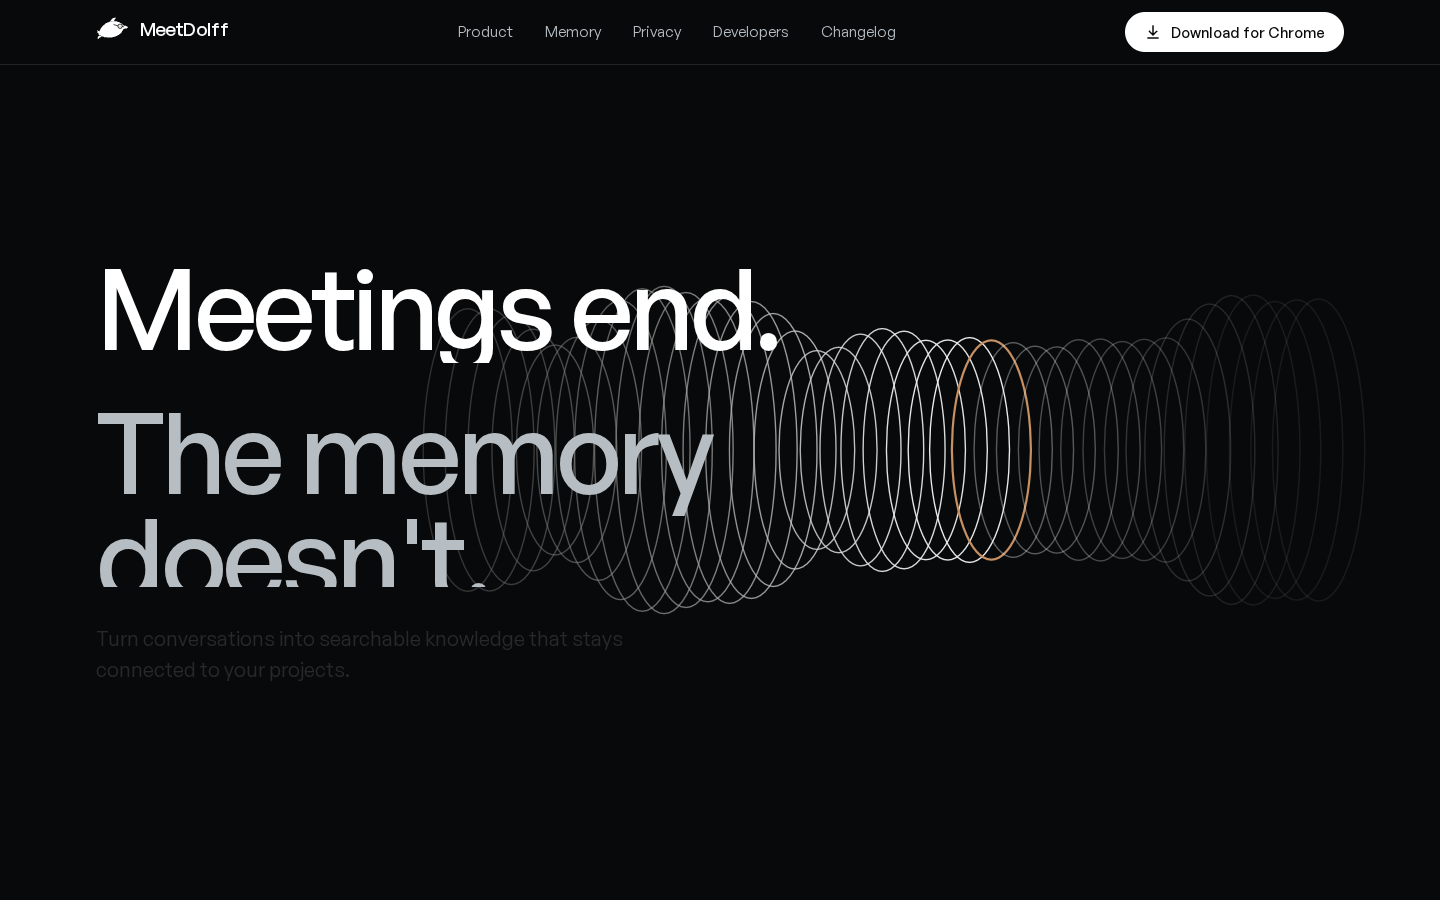 MeetDolff
Product
Memory
Privacy
Developers
Changelog
Download for Chrome
Meetings end.
The memory
doesn't.
Turn conversations into searchable knowledge that stays
connected to your projects.